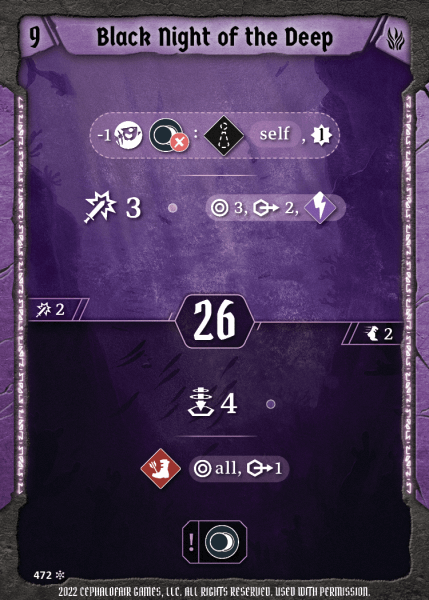 9 Black Night of the Deep
-1 : self , 1
3 3, 2,
2
26
2
4
all, 1
!
472
2022 CEPHALOFAIR GAMES, LLC. ALL RIGHTS RESERVED. USED WITH PERMISSION.